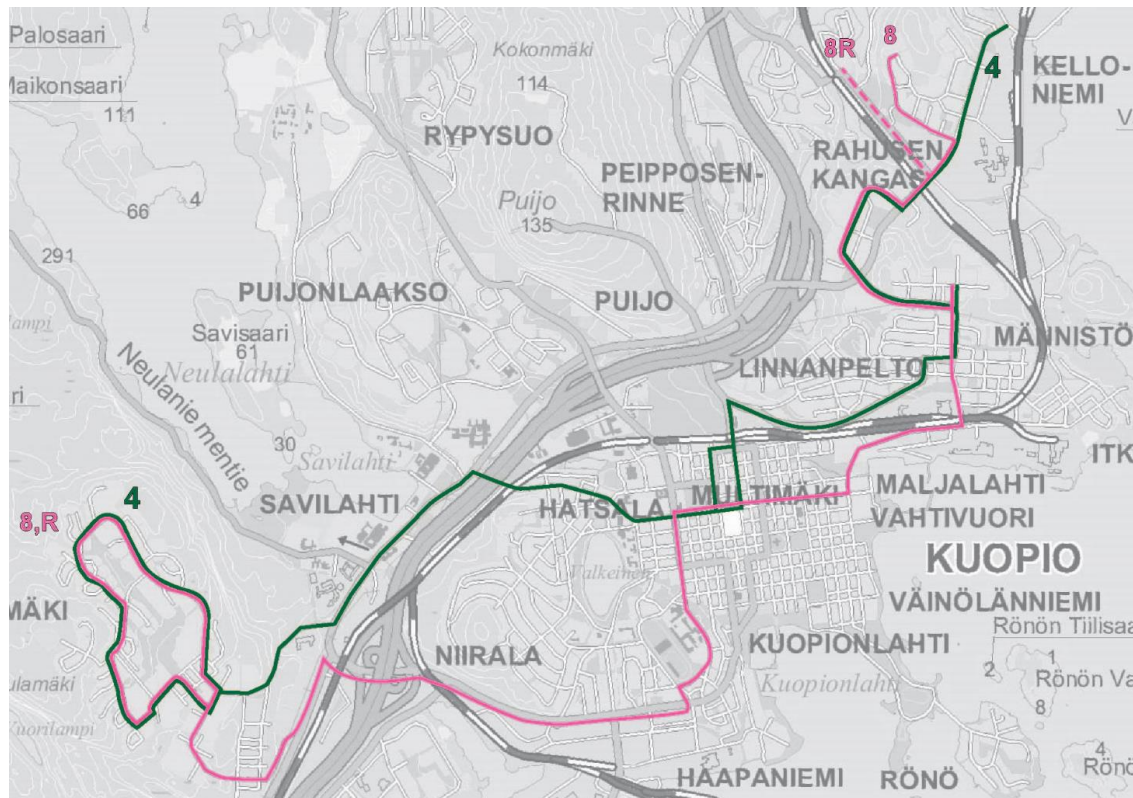 Palosaari
Maikonsaari
111
4
66
291
Kokonmäki
114
RYPYSUO
Puijo
135
PEIPPOSEN-
RINNE
8R
8
4
KELLO-
NIEMI
RAHUSEN
KANGAS
PUIJONLAAKSO
PUIJO
Savisaari
61
Neulalahti
Neulaniementie
LINNANPELTO
MÄNNISTÖ
30
Savilahti
SAVILAHTI
HATSALA
MULTIMÄKI
MALJALAHTI
ITK
VAHTIVUORI
4
8,R
KUOPIO
Valkeinen
VÄINÖLÄNNIEMI
MÄKI
Rönön Tiilisaa
KUOPIONLAHTI
NIIRALA
Kuopionlahti
1
2
Rönön Va
8
ulamäki
Kuorilampi
HAAPANIEMI
RÖNÖ
4
Rönö